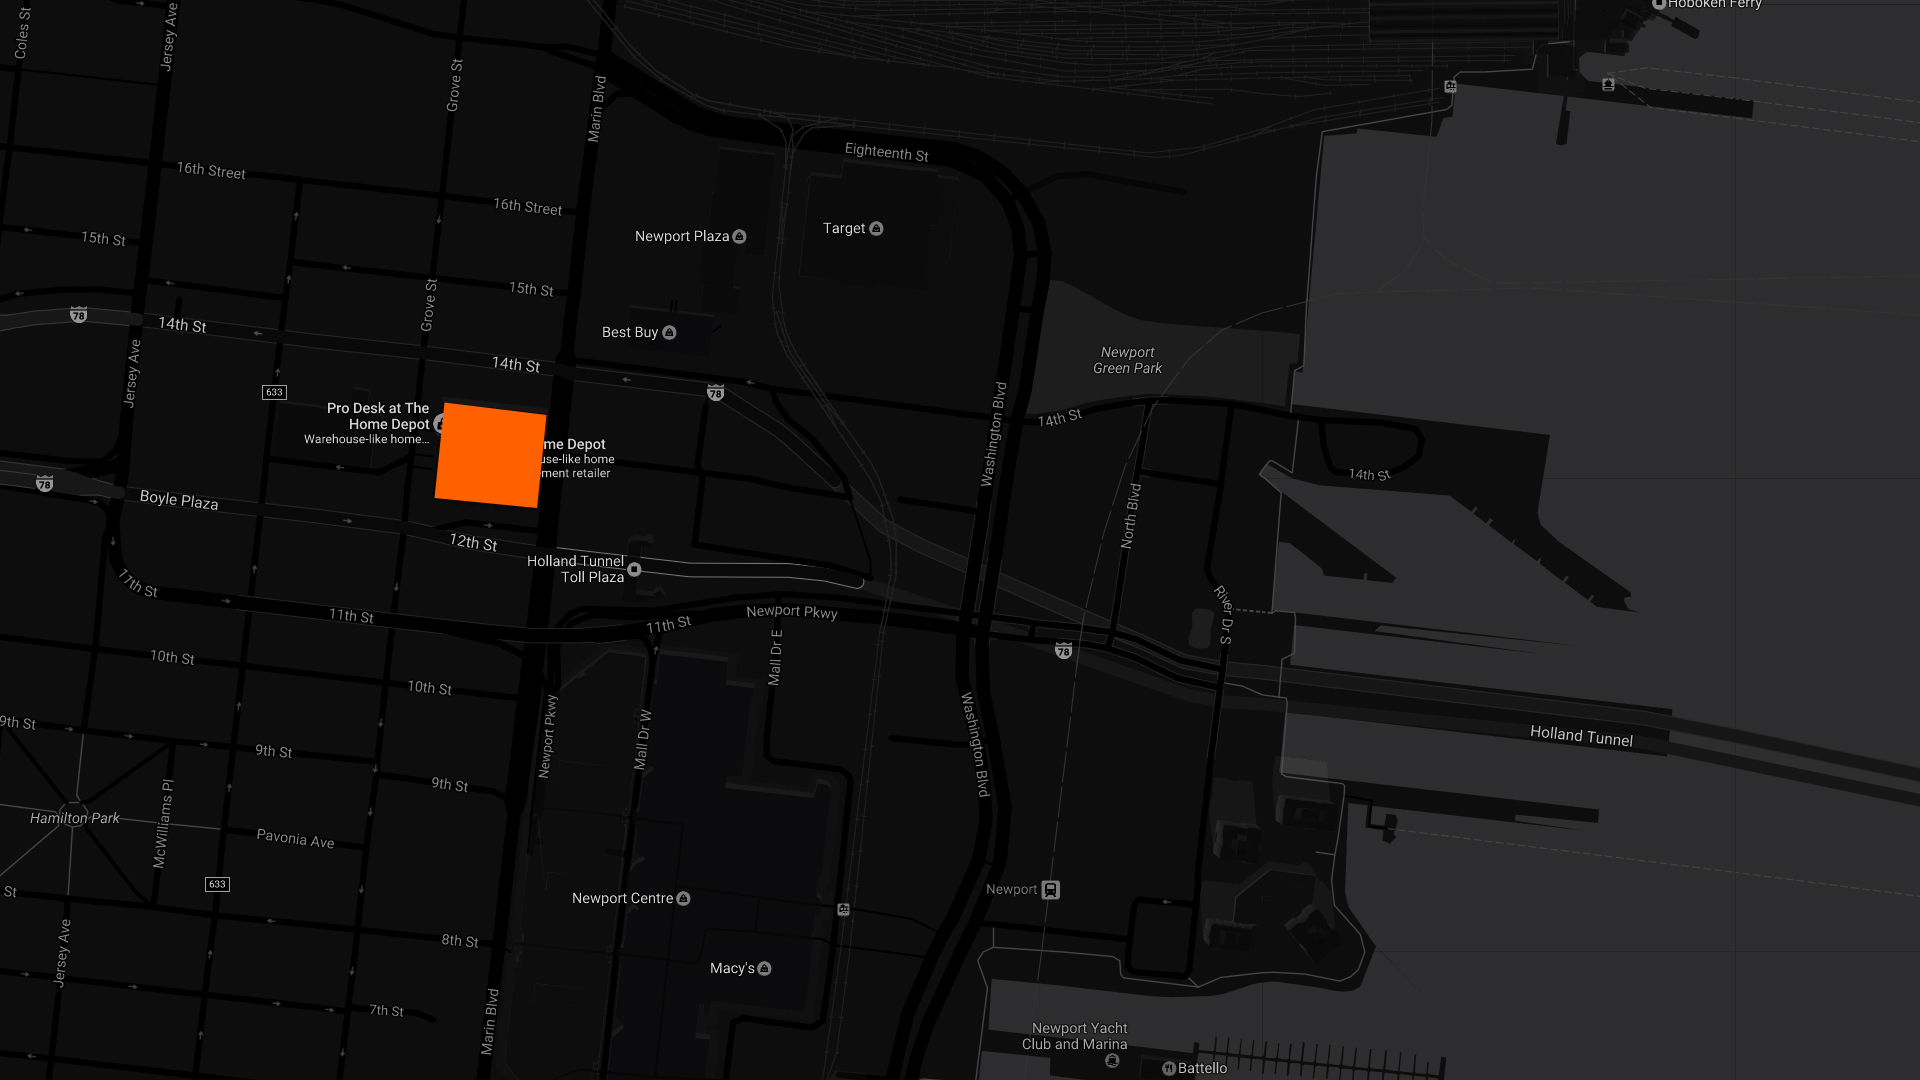 Hoboken Ferry
Coles St
Jersey Ave
Grove St
Marin Blvd
Eighteenth St
16th Street
16th Street
15th St
Newport Plaza
Target
15th St
Grove St
78
14th St
Best Buy
14th St
Jersey Ave
633
78
Newport
Green Park
Pro Desk at The
Home Depot
Warehouse-like home...
me Depot
use-like home
ment retailer
Washington Blvd
14th St
14th St
78
Boyle Plaza
12th St
North Blvd
Holland Tunnel
Toll Plaza
17th St
11th St
11th St
Newport Pkwy
River Dr S
Mall Dr E
78
10th St
10th St
Newport Pkwy
Mall Dr W
Washington Blvd
Holland Tunnel
9th St
9th St
9th St
Hamilton Park
McWilliams Pl
Pavonia Ave
633
St
Newport Centre
Newport
8th St
Jersey Ave
Macy's
7th St
Marin Blvd
Newport Yacht
Club and Marina
Battello